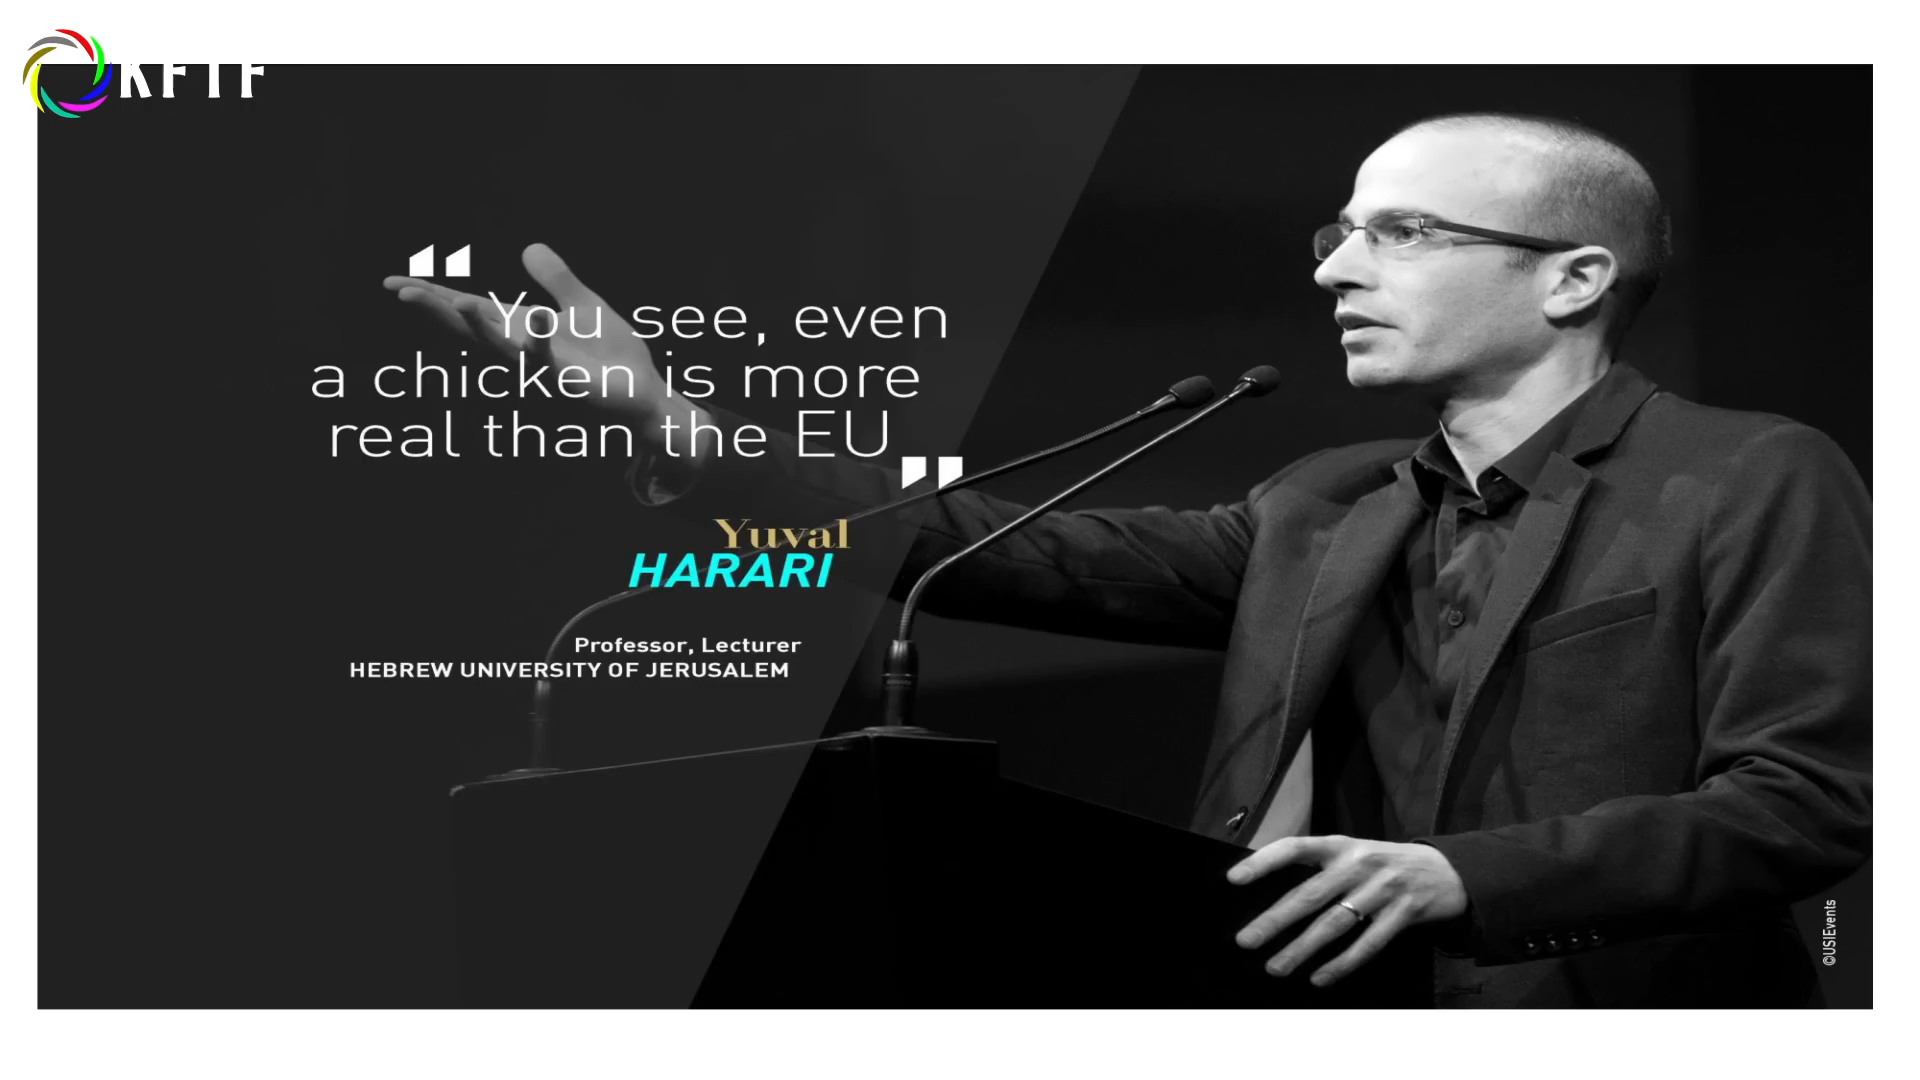 KFTF
You see, even
a chicken is more
real than the EU
Yuval
HARARI
Professor, Lecturer
HEBREW UNIVERSITY OF JERUSALEM
©USIEvents